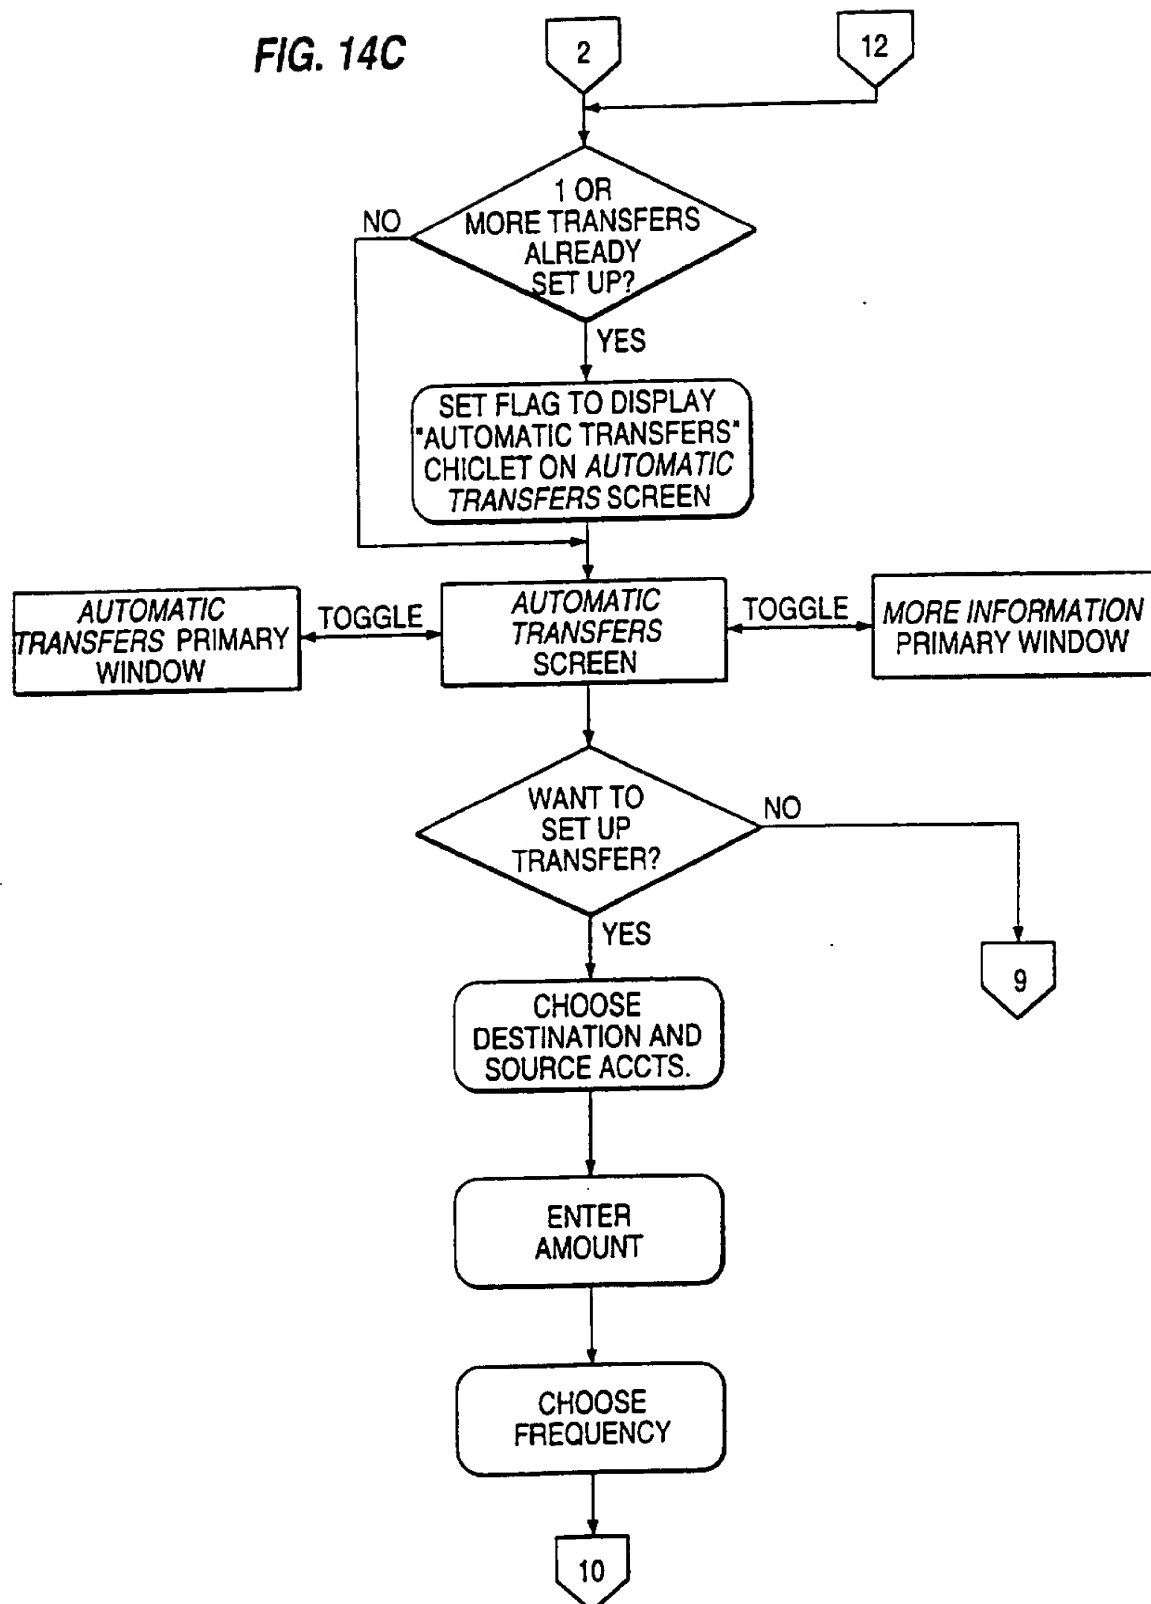 FIG. 14C
2
12
1 OR
MORE TRANSFERS
ALREADY
SET UP?
NO
YES
SET FLAG TO DISPLAY
"AUTOMATIC TRANSFERS"
CHICLET ON AUTOMATIC
TRANSFERS SCREEN
AUTOMATIC
TRANSFERS PRIMARY
WINDOW
TOGGLE
AUTOMATIC
TRANSFERS
SCREEN
TOGGLE
MORE INFORMATION
PRIMARY WINDOW
WANT TO
SET UP
TRANSFER?
NO
YES
9
CHOOSE
DESTINATION AND
SOURCE ACCTS.
ENTER
AMOUNT
CHOOSE
FREQUENCY
10